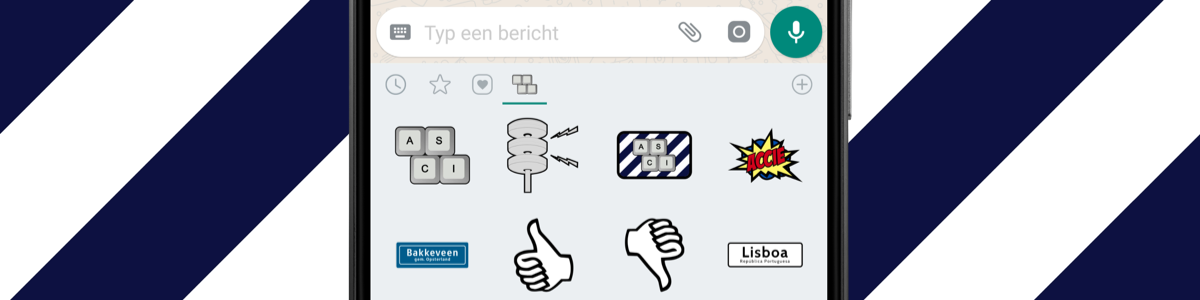 Typ een bericht
A S
C I
A S
C I
ACCIE
Bakkeveen
gem. Opsterland
Lisboa
República Portuguesa